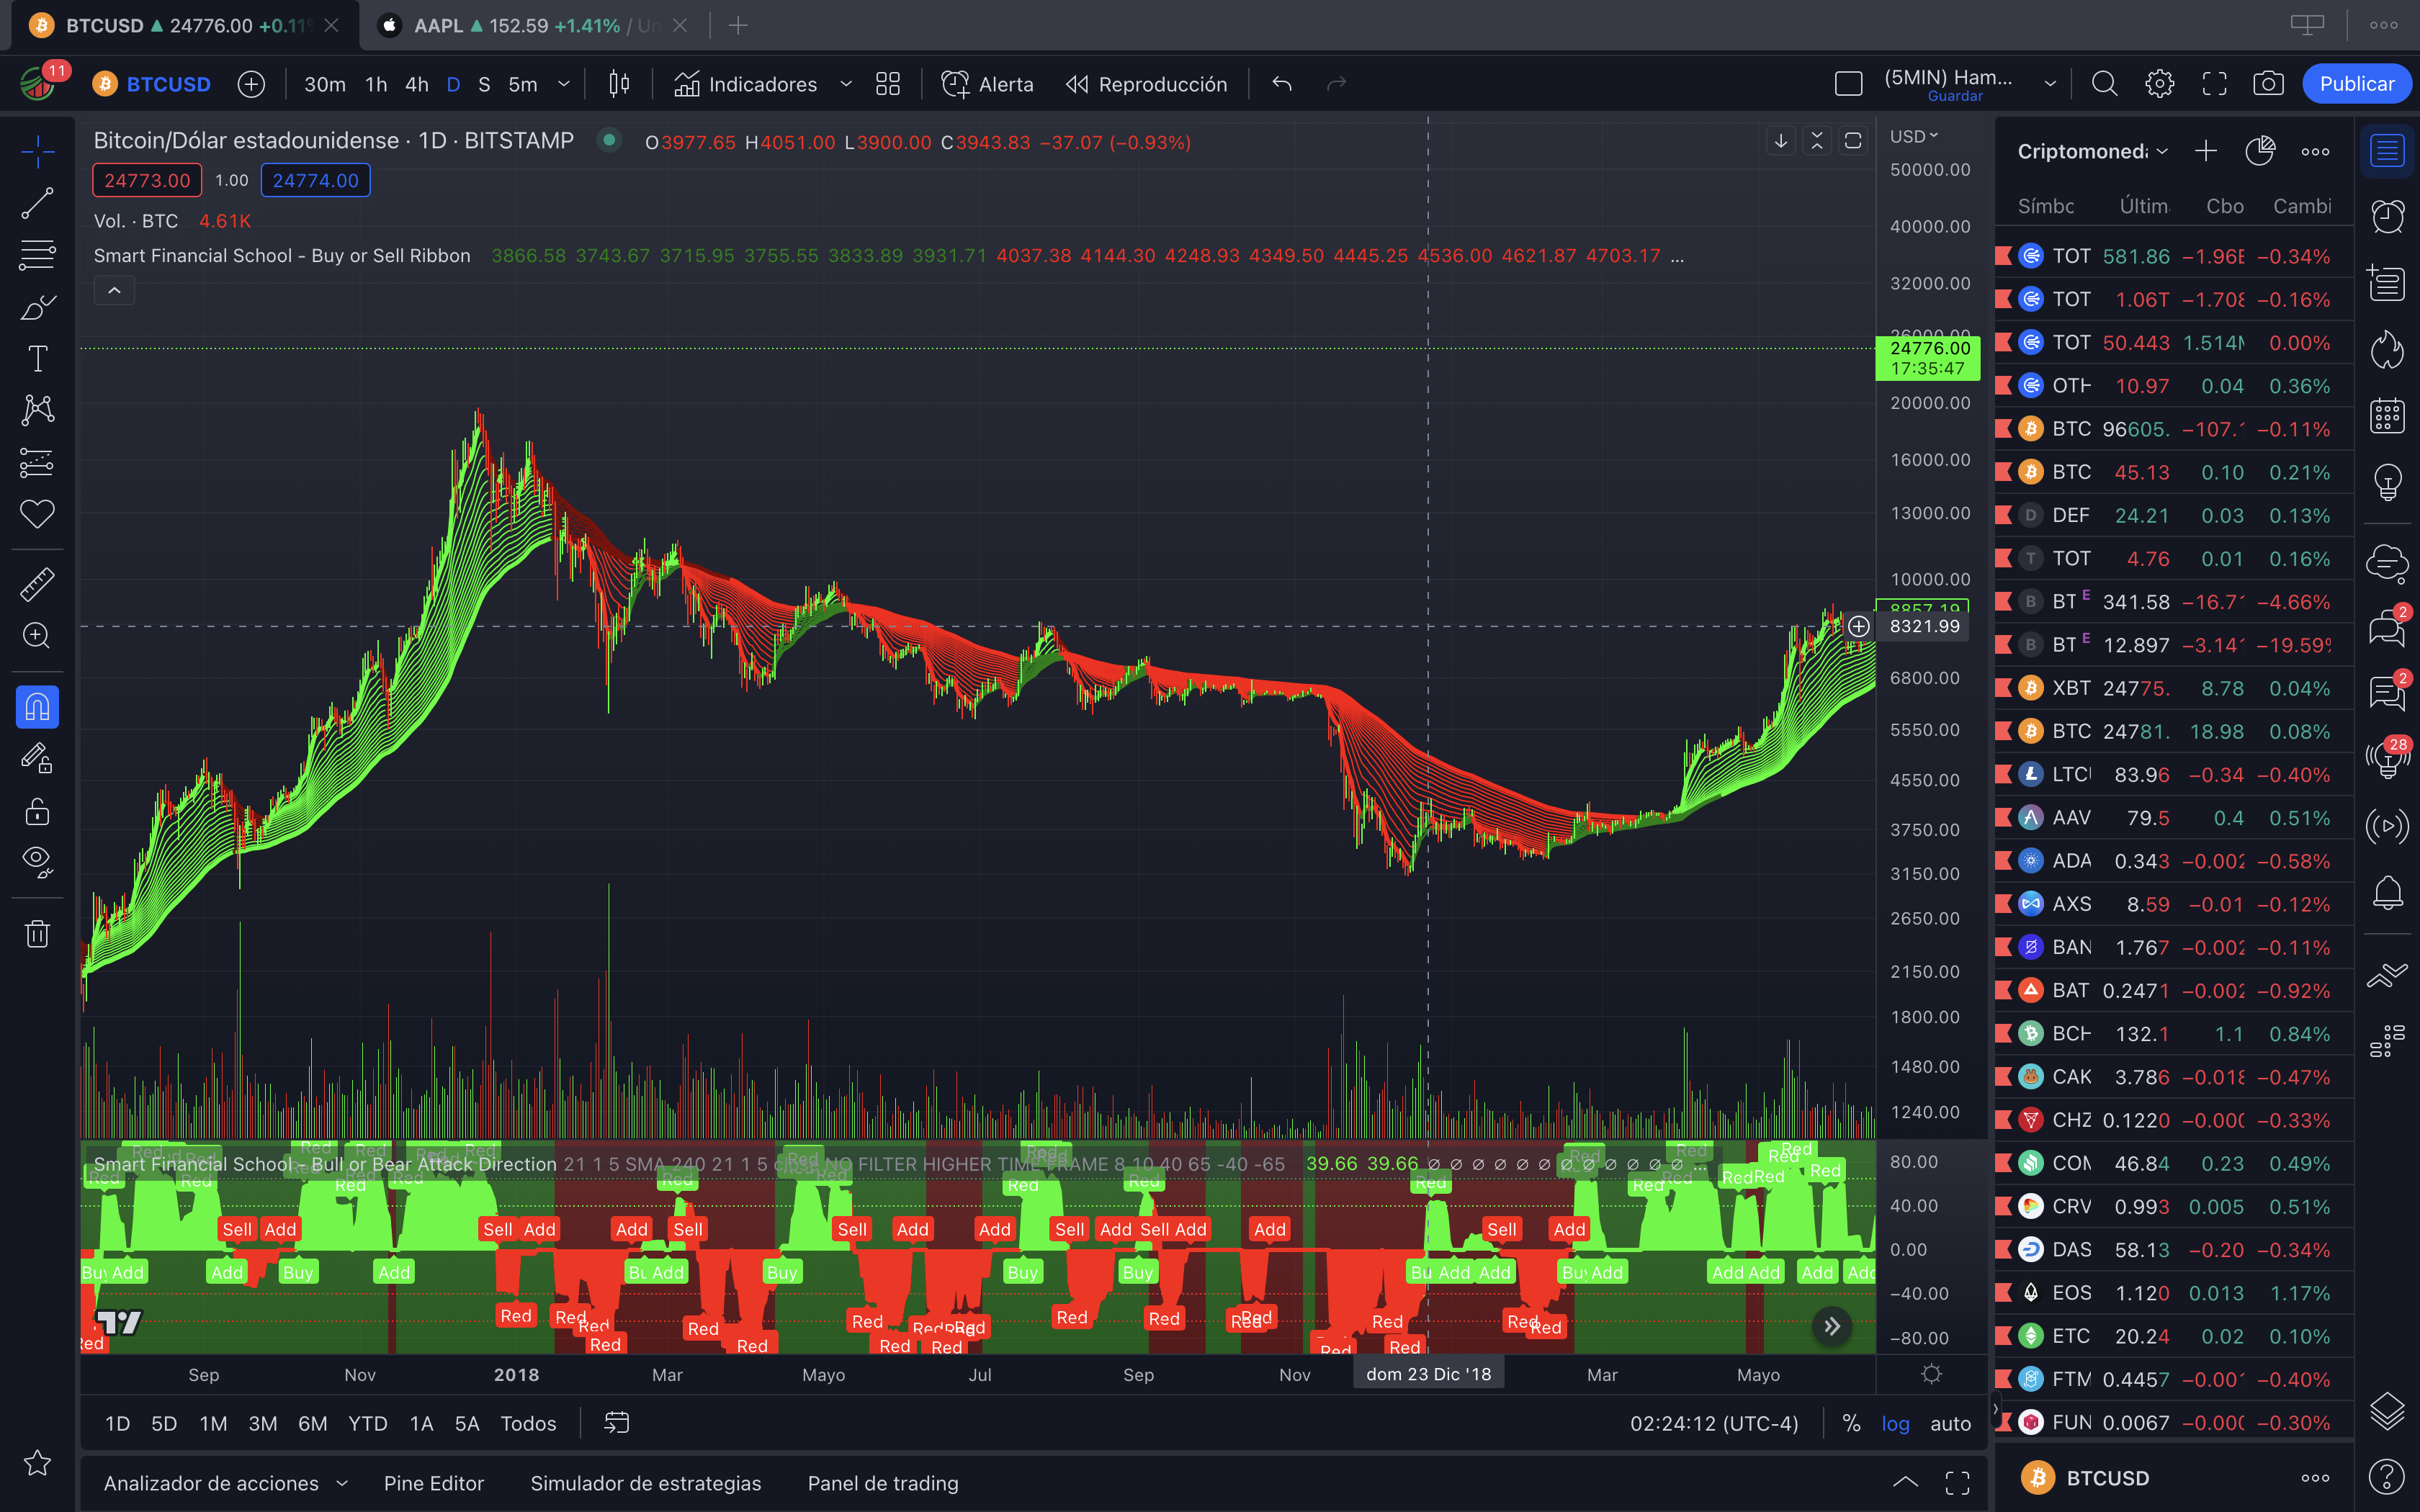 BTCUSD ▲ 24776.00 +0.11%
AAPL ▲ 152.59 +1.41% / Un
11
BTCUSD 30m 1h 4h D S 5m Indicadores Alerta Reproducción
(5MIN) Ham...
Guardar
Publicar
Bitcoin/Dólar estadounidense · 1D · BITSTAMP O3977.65 H4051.00 L3900.00 C3943.83 −37.07 (−0.93%)
24773.00 1.00 24774.00
Vol. · BTC 4.61K
Smart Financial School - Buy or Sell Ribbon 3866.58 3743.67 3715.95 3755.55 3833.89 3931.71 4037.38 4144.30 4248.93 4349.50 4445.25 4536.00 4621.87 4703.17 ...
USD
50000.00
40000.00
32000.00
26000.00
24776.00
17:35:47
20000.00
16000.00
13000.00
10000.00
8857.19
8321.99
6800.00
5550.00
4550.00
3750.00
3150.00
2650.00
2150.00
1800.00
1480.00
1240.00
Smart Financial School - Bull or Bear Attack Direction 21 1 5 SMA 240 21 1 5 close NO FILTER HIGHER TIME FRAME 8 10 40 65 -40 -65 39.66 39.66 ∅ ∅ ∅ ∅ ∅ ∅ ∅ ∅ ∅ ∅ ∅ ∅ ...
80.00
40.00
0.00
−40.00
−80.00
Red Red Red Red Red Red Red Red Red Red Red Red Red Red
Sell Add Sell Add Add Sell Sell Add Add Sell Add Sell Add Add Sell Add
Buy Add Add Buy Add Bu Add Buy Buy Buy Bu Add Add Buy Add Add Add Add Add
Red Red Red Red Red Red Red Red Red Red Red Red Red Red Red Red Red Red Red Red
Sep Nov 2018 Mar Mayo Jul Sep Nov dom 23 Dic '18 Mar Mayo
1D 5D 1M 3M 6M YTD 1A 5A Todos
02:24:12 (UTC-4) % log auto
Analizador de acciones Pine Editor Simulador de estrategias Panel de trading
Criptomoned
Símbo Últim Cbo Cambi
TOT 581.86 −1.96B −0.34%
TOT 1.06T −1.708 −0.16%
TOT 50.443 1.514M 0.00%
OTH 10.97 0.04 0.36%
BTC 96605. −107.1 −0.11%
BTC 45.13 0.10 0.21%
DEF 24.21 0.03 0.13%
TOT 4.76 0.01 0.16%
BT E 341.58 −16.71 −4.66%
BT E 12.897 −3.141 −19.59%
XBT 24775. 8.78 0.04%
BTC 24781. 18.98 0.08%
LTCU 83.96 −0.34 −0.40%
AAV 79.5 0.4 0.51%
ADA 0.343 −0.002 −0.58%
AXS 8.59 −0.01 −0.12%
BAN 1.767 −0.002 −0.11%
BAT 0.2471 −0.002 −0.92%
BCH 132.1 1.1 0.84%
CAK 3.786 −0.018 −0.47%
CHZ 0.1220 −0.000 −0.33%
COM 46.84 0.23 0.49%
CRV 0.993 0.005 0.51%
DAS 58.13 −0.20 −0.34%
EOS 1.120 0.013 1.17%
ETC 20.24 0.02 0.10%
FTM 0.4457 −0.001 −0.40%
FUN 0.0067 −0.000 −0.30%
BTCUSD
2
2
28